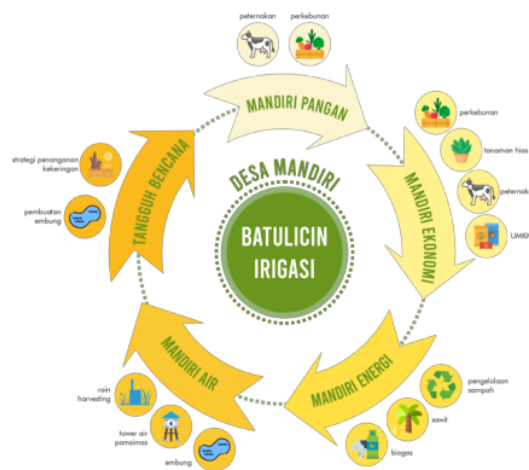 peternakan
perkebunan
MANDIRI PANGAN
perkebunan
tanaman hias
peternak
UMK
MANDIRI EKONOMI
DESA MANDIRI
BATULICIN
IRIGASI
strategi penanganan
kekeringan
pembuatan
embung
TANGGUH BENCANA
MANDIRI AIR
rain
harvesting
tower air
pamsimas
embung
MANDIRI ENERGI
pengelolaan
sampah
sawit
biogas